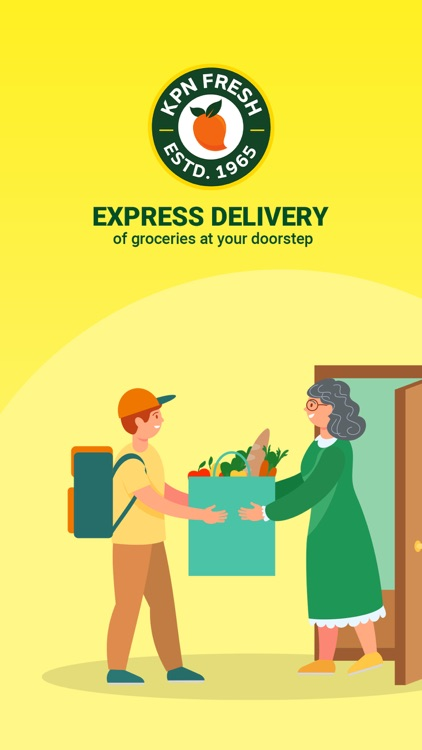 KPN FRESH
ESTD. 1965
EXPRESS DELIVERY
of groceries at your doorstep